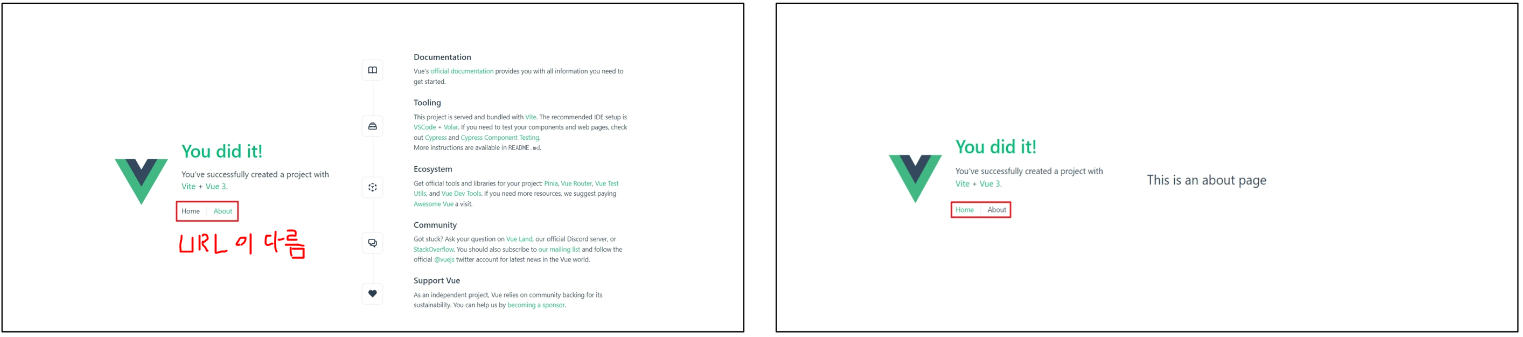 You did it!
You've successfully created a project with
Vite + Vue 3.
Home About
URL이 다름
Documentation
Vue's official documentation provides you with all information you need to
get started.
Tooling
This project is served and bundled with Vite. The recommended IDE setup is
VSCode + Volar. If you need to test your components and web pages, check
out Cypress and Cypress Component Testing.
More instructions are available in README.md.
Ecosystem
Get official tools and libraries for your project: Pinia, Vue Router, Vue Test
Utils, and Vue Dev Tools. If you need more resources, we suggest paying
Awesome Vue a visit.
Community
Got stuck? Ask your question on Vue Land, our official Discord server, or
StackOverflow. You should also subscribe to our mailing list and follow the
official @vuejs twitter account for latest news in the Vue world.
Support Vue
As an independent project, Vue relies on community backing for its
sustainability. You can help us by becoming a sponsor.
You did it!
You've successfully created a project with
Vite + Vue 3.
Home About
This is an about page